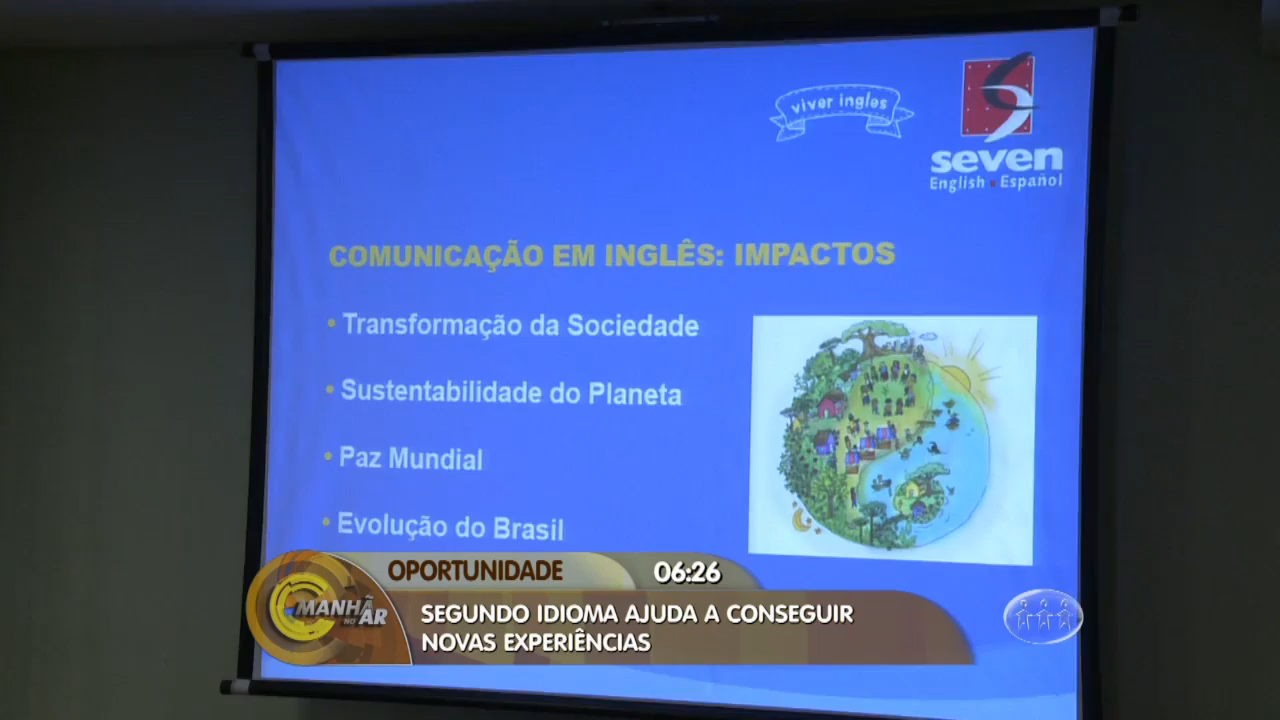 viver ingles
seven
English Español
COMUNICAÇÃO EM INGLÊS: IMPACTOS
• Transformação da Sociedade
• Sustentabilidade do Planeta
• Paz Mundial
• Evolução do Brasil
OPORTUNIDADE 06:26
MANHÃ NO AR
SEGUNDO IDIOMA AJUDA A CONSEGUIR
NOVAS EXPERIÊNCIAS